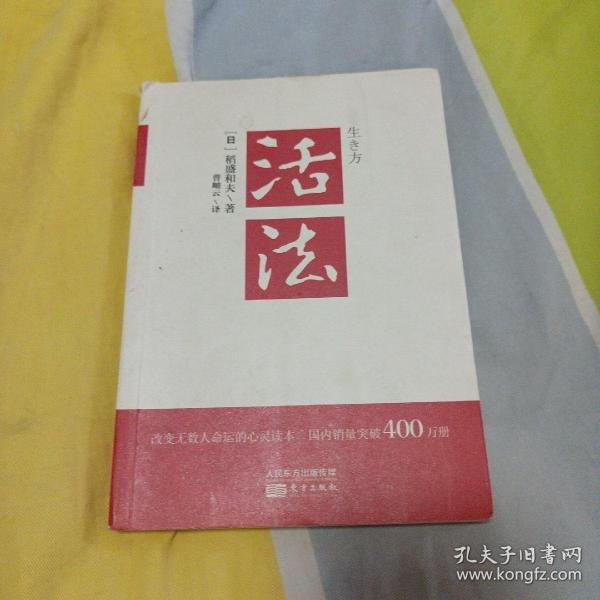 生き方
活法
[日]稻盛和夫\著
曹岫云\译
改变无数人命运的心灵读本 国内销量突破400万册
人民东方出版传媒
东方出版社
孔夫子旧书网
www.kongfz.com